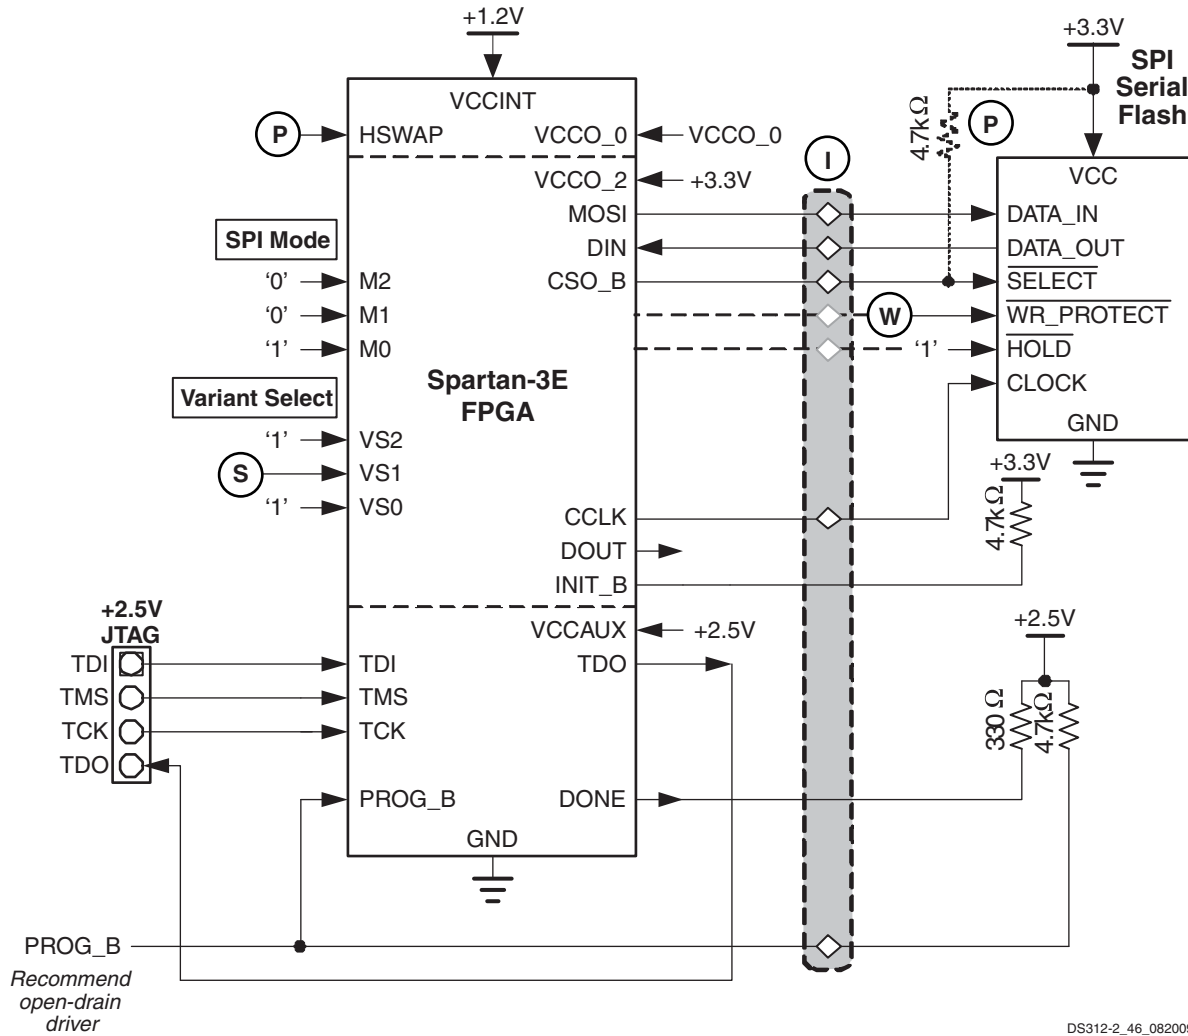 +1.2V
+3.3V
SPI
Serial
Flash
VCCINT
P
HSWAP
VCCO_0
VCCO_0
4.7kΩ
P
I
VCC
VCCO_2
+3.3V
MOSI
DATA_IN
SPI Mode
DIN
DATA_OUT
'0'
M2
CSO_B
SELECT
'0'
M1
W
WR_PROTECT
'1'
M0
'1'
HOLD
Spartan-3E
FPGA
CLOCK
Variant Select
GND
'1'
VS2
S
VS1
+3.3V
'1'
VS0
CCLK
4.7kΩ
DOUT
INIT_B
+2.5V
JTAG
VCCAUX
+2.5V
+2.5V
TDI
TDI
TDO
TMS
TMS
TCK
TCK
330 Ω
4.7kΩ
TDO
PROG_B
DONE
GND
PROG_B
Recommend
open-drain
driver
DS312-2_46_082009